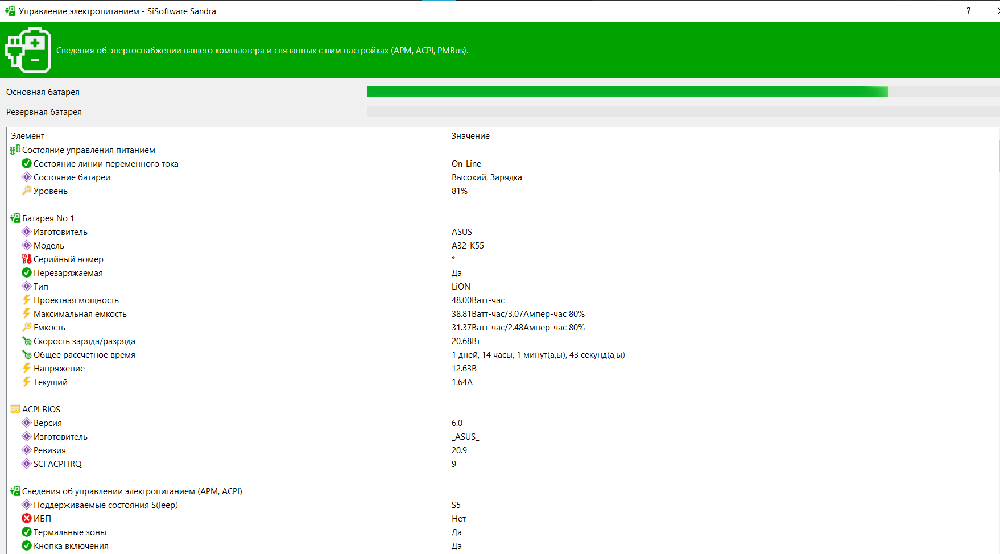 Управление электропитанием - SiSoftware Sandra
?
Сведения об энергоснабжении вашего компьютера и связанных с ним настройках (APM, ACPI, PMBus).
Основная батарея
Резервная батарея
Элемент Значение
Состояние управления питанием
Состояние линии переменного тока On-Line
Состояние батареи Высокий, Зарядка
Уровень 81%
Батарея No 1
Изготовитель ASUS
Модель A32-K55
Серийный номер *
Перезаряжаемая Да
Тип LiON
Проектная мощность 48.00Ватт-час
Максимальная емкость 38.81Ватт-час/3.07Ампер-час 80%
Емкость 31.37Ватт-час/2.48Ампер-час 80%
Скорость заряда/разряда 20.68Вт
Общее рассчетное время 1 дней, 14 часы, 1 минут(а,ы), 43 секунд(а,ы)
Напряжение 12.63В
Текущий 1.64А
ACPI BIOS
Версия 6.0
Изготовитель _ASUS_
Ревизия 20.9
SCI ACPI IRQ 9
Сведения об управлении электропитанием (APM, ACPI)
Поддерживаемые состояния S(leep) S5
ИБП Нет
Термальные зоны Да
Кнопка включения Да